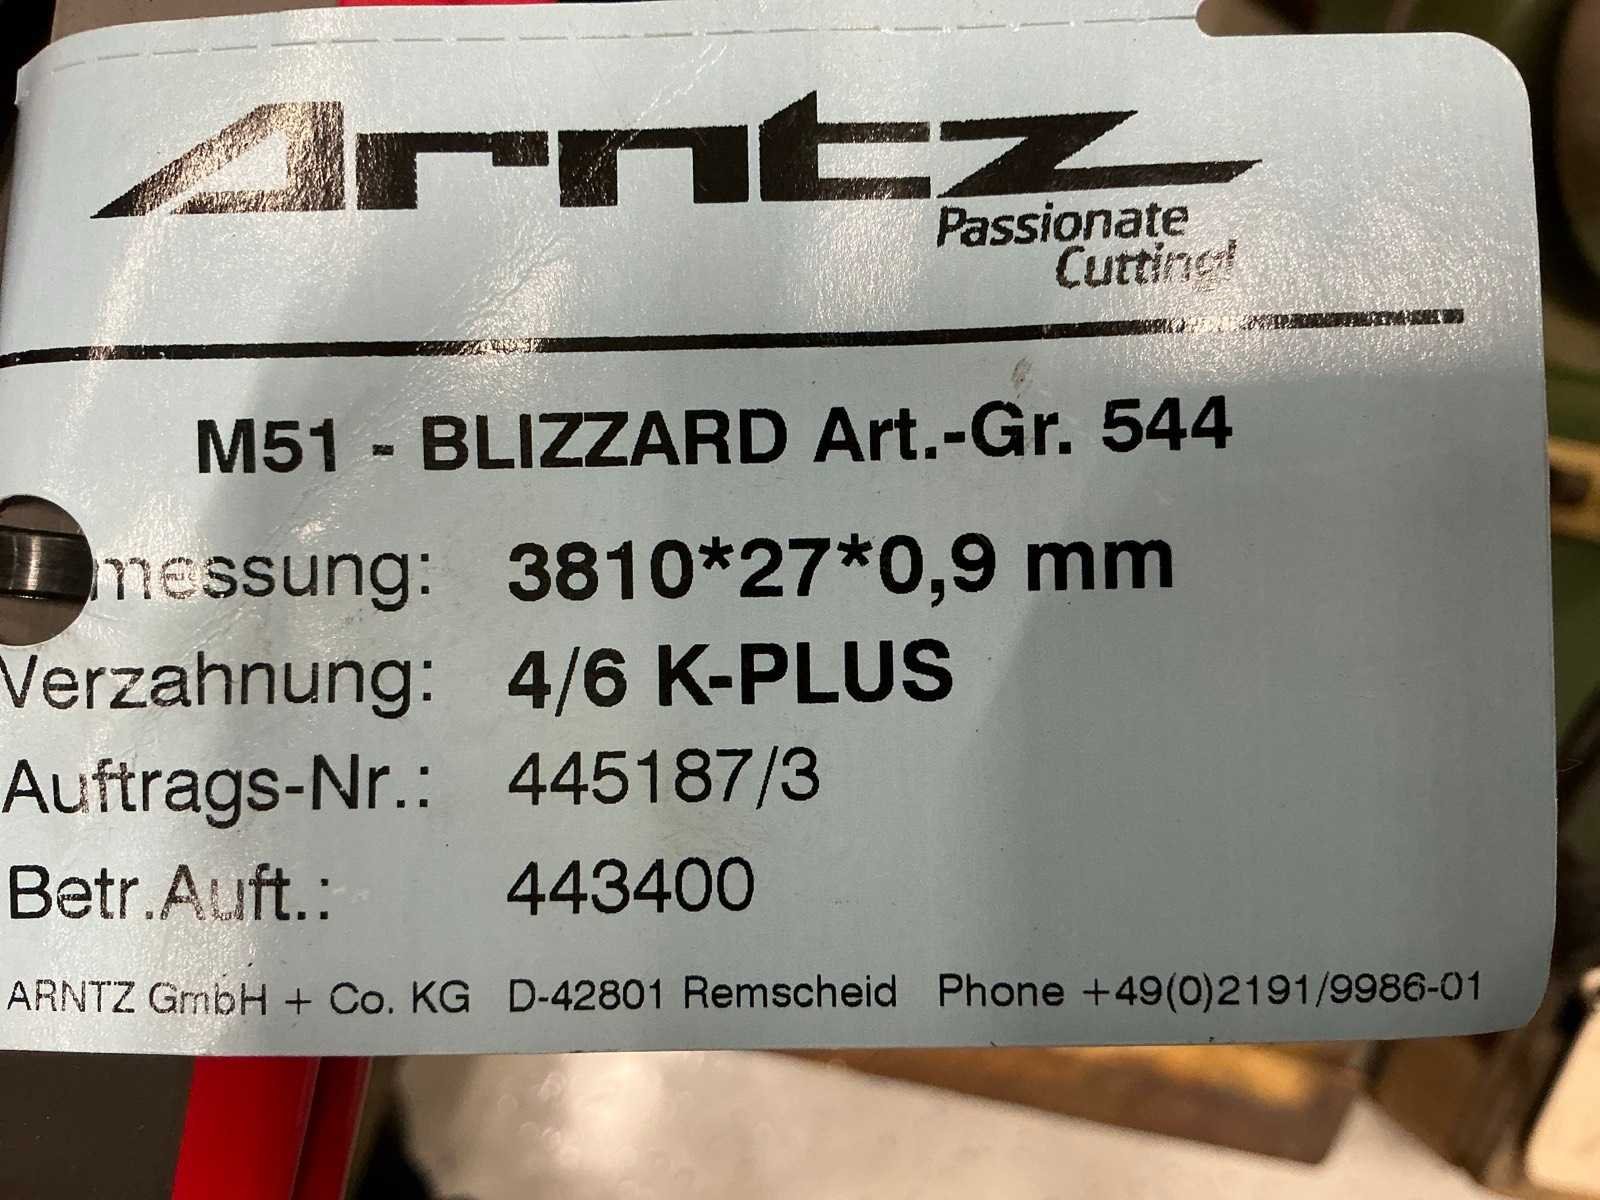 Arntz
Passionate
Cutting!
M51 - BLIZZARD Art.-Gr. 544
messung: 3810*27*0,9 mm
Verzahnung: 4/6 K-PLUS
Auftrags-Nr.: 445187/3
Betr.Auft.: 443400
ARNTZ GmbH + Co. KG D-42801 Remscheid Phone +49(0)2191/9986-01